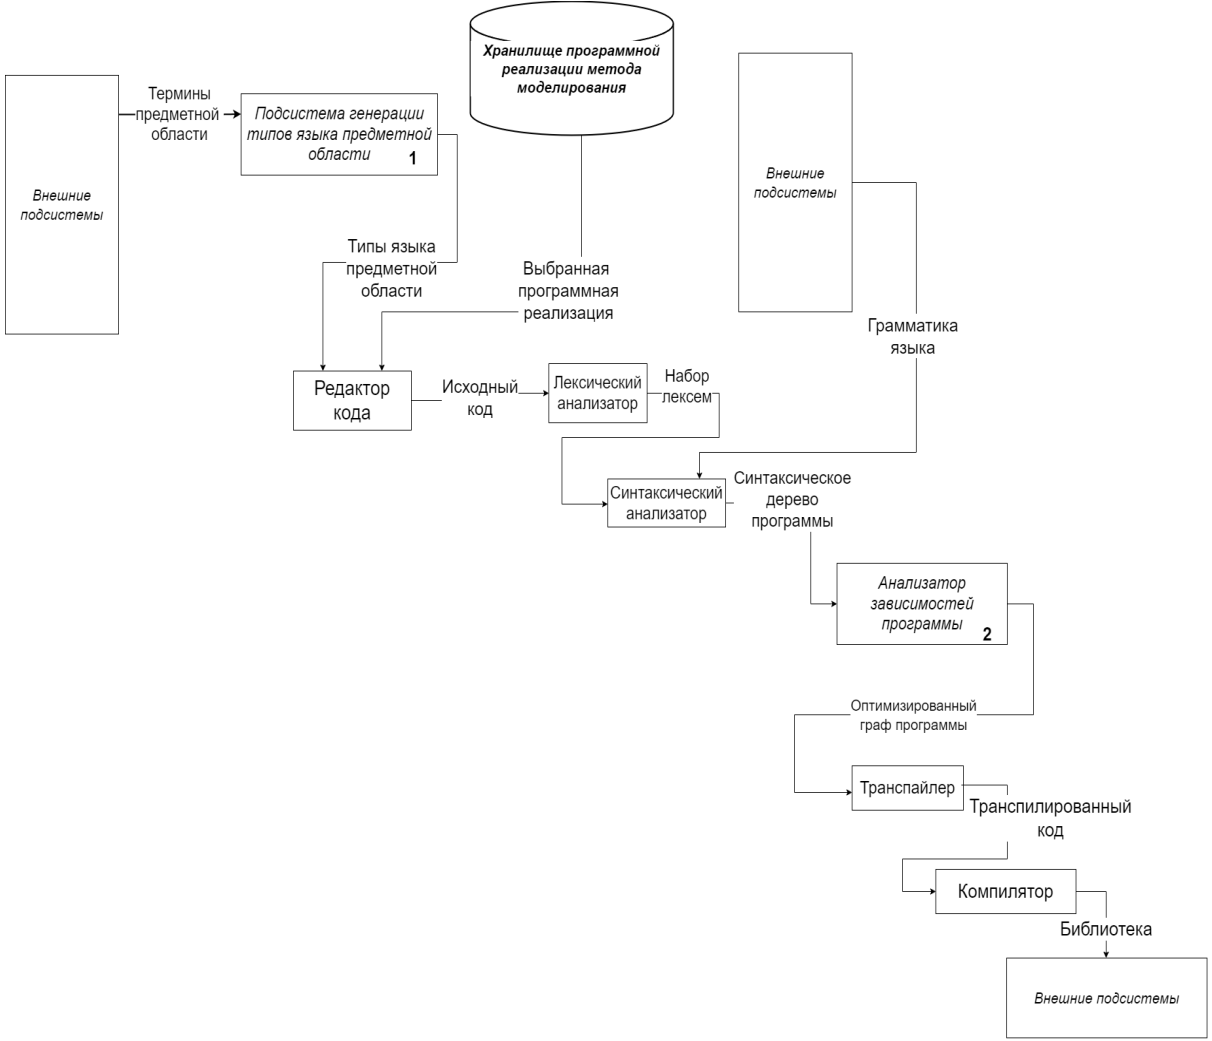 Хранилище программной
реализации метода
моделирования
Термины
предметной
области
Подсистема генерации
типов языка предметной
области
1
Внешние
подсистемы
Внешние
подсистемы
Типы языка
предметной
области
Выбранная
программная
реализация
Грамматика
языка
Редактор
кода
Исходный
код
Лексический
анализатор
Набор
лексем
Синтаксический
анализатор
Синтаксическое
дерево
программы
Анализатор
зависимостей
программы
2
Оптимизированный
граф программы
Транспайлер
Транспилированный
код
Компилятор
Библиотека
Внешние подсистемы